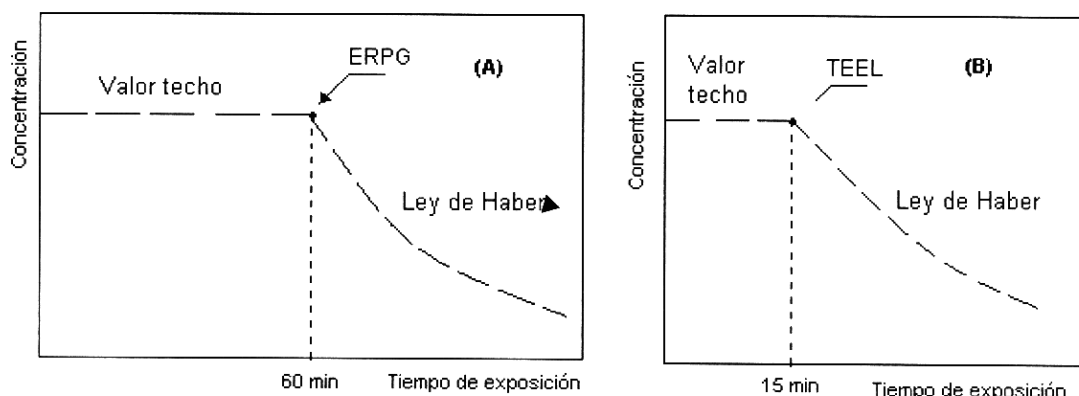 Concentración
Valor techo
ERPG
(A)
Ley de Haber
60 min
Tiempo de exposición
Concentración
Valor
techo
TEEL
(B)
Ley de Haber
15 min
Tiempo de exposición